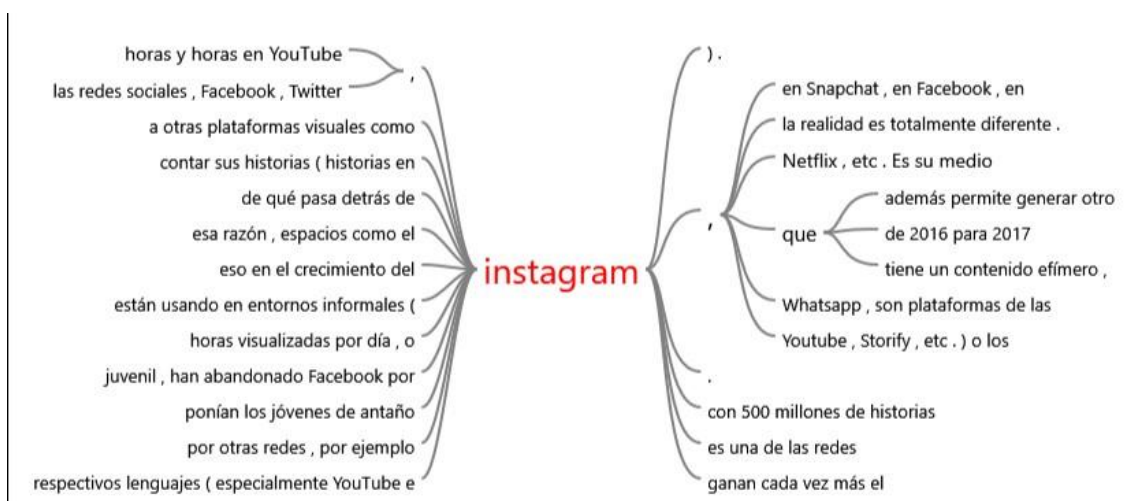 horas y horas en YouTube
las redes sociales , Facebook , Twitter
,
a otras plataformas visuales como
contar sus historias ( historias en
de qué pasa detrás de
esa razón , espacios como el
eso en el crecimiento del
están usando en entornos informales (
horas visualizadas por día , o
juvenil , han abandonado Facebook por
ponían los jóvenes de antaño
por otras redes , por ejemplo
respectivos lenguajes ( especialmente YouTube e
instagram
) .
,
en Snapchat , en Facebook , en
la realidad es totalmente diferente .
Netflix , etc . Es su medio
que
además permite generar otro
de 2016 para 2017
tiene un contenido efímero ,
Whatsapp , son plataformas de las
Youtube , Storify , etc . ) o los
.
con 500 millones de historias
es una de las redes
ganan cada vez más el